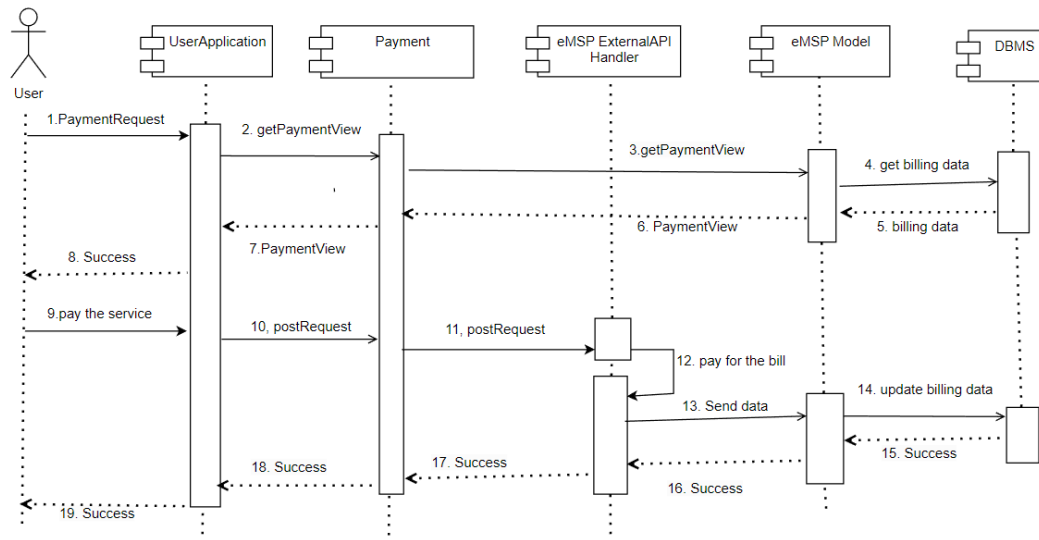 UserApplication
Payment
eMSP ExternalAPI
Handler
eMSP Model
DBMS
User
1.PaymentRequest
2. getPaymentView
3.getPaymentView
4. get billing data
5. billing data
6. PaymentView
7.PaymentView
8. Success
9.pay the service
10, postRequest
11, postRequest
12. pay for the bill
13. Send data
14. update billing data
15. Success
16. Success
17. Success
18. Success
19. Success